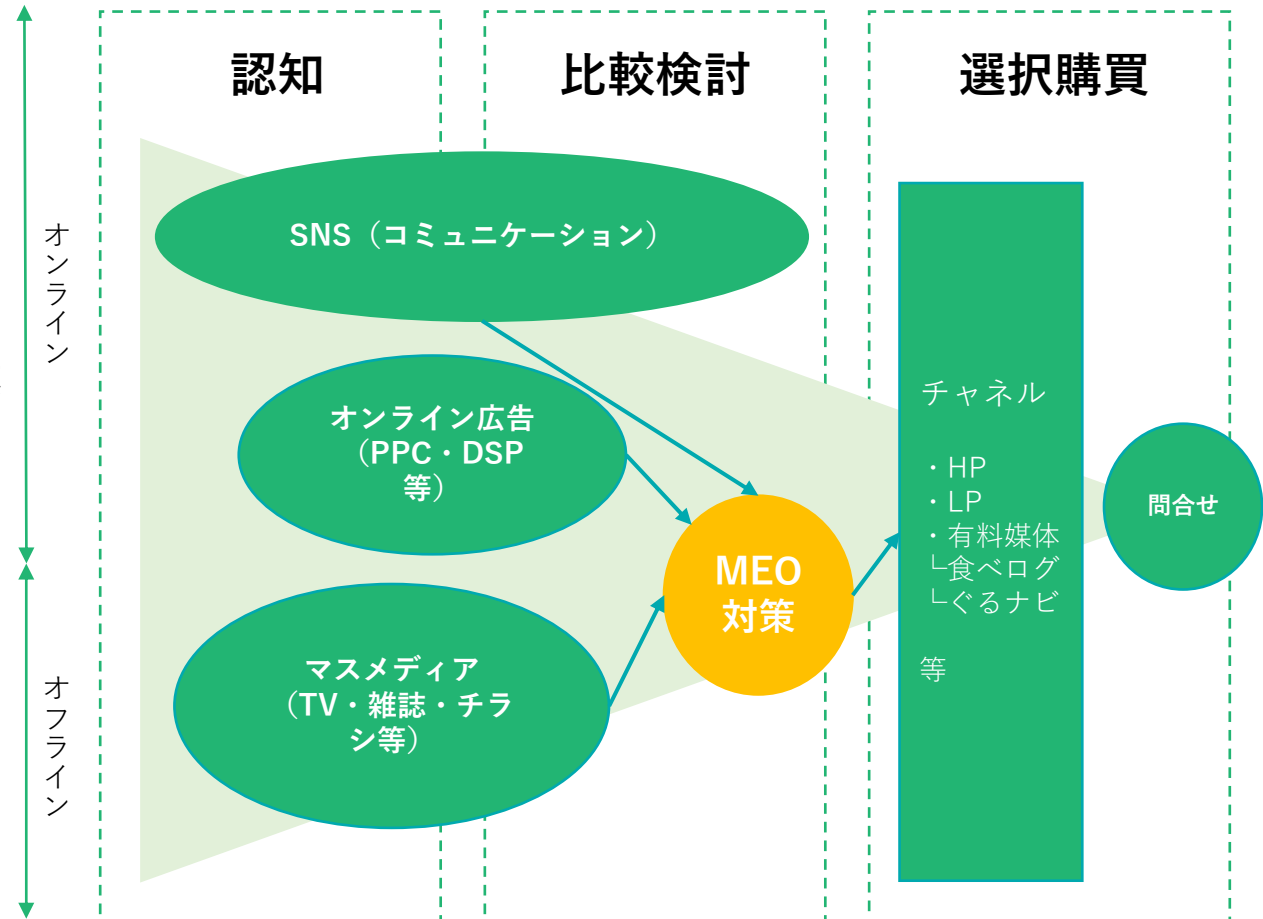 認知
比較検討
選択購買
オンライン
オフライン
SNS（コミュニケーション）
オンライン広告
（PPC・DSP
等）
マスメディア
（TV・雑誌・チラ
シ等）
MEO
対策
チャネル
・HP
・LP
・有料媒体
└食べログ
└ぐるナビ
等
問合せ